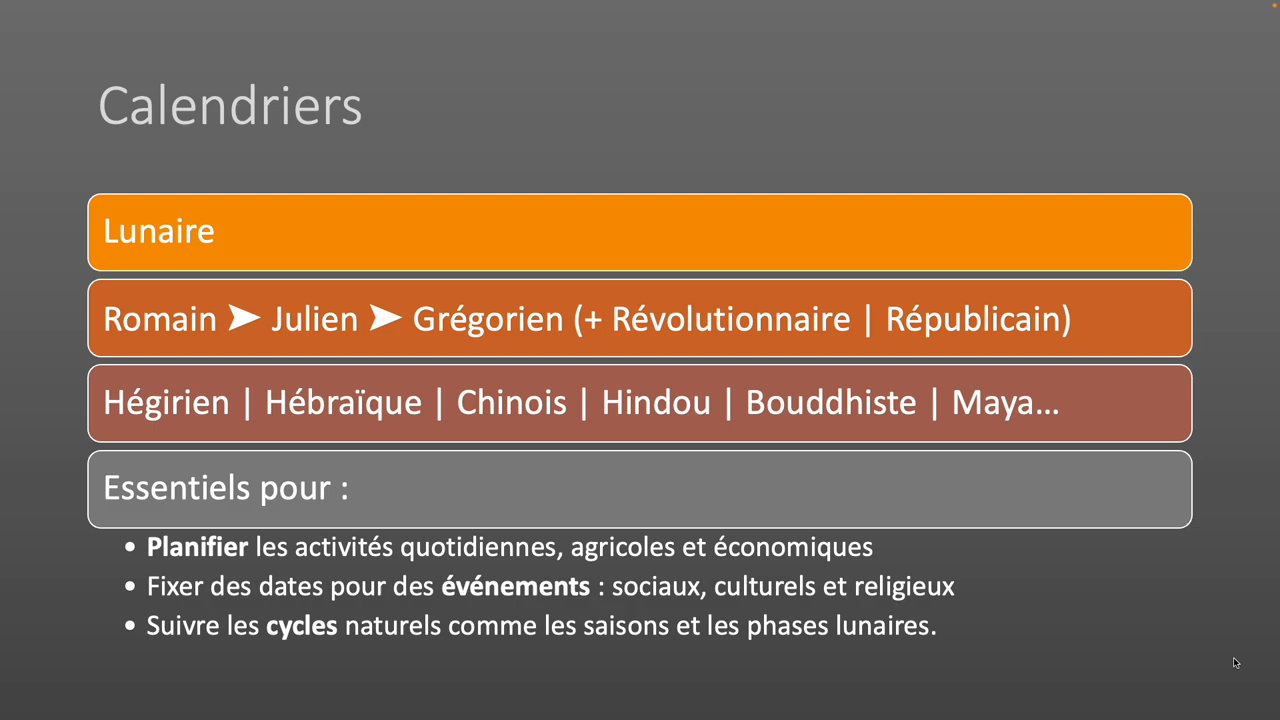 Calendriers
Lunaire
Romain ➤ Julien ➤ Grégorien (+ Révolutionnaire | Républicain)
Hégirien | Hébraïque | Chinois | Hindou | Bouddhiste | Maya...
Essentiels pour :
• Planifier les activités quotidiennes, agricoles et économiques
• Fixer des dates pour des événements : sociaux, culturels et religieux
• Suivre les cycles naturels comme les saisons et les phases lunaires.